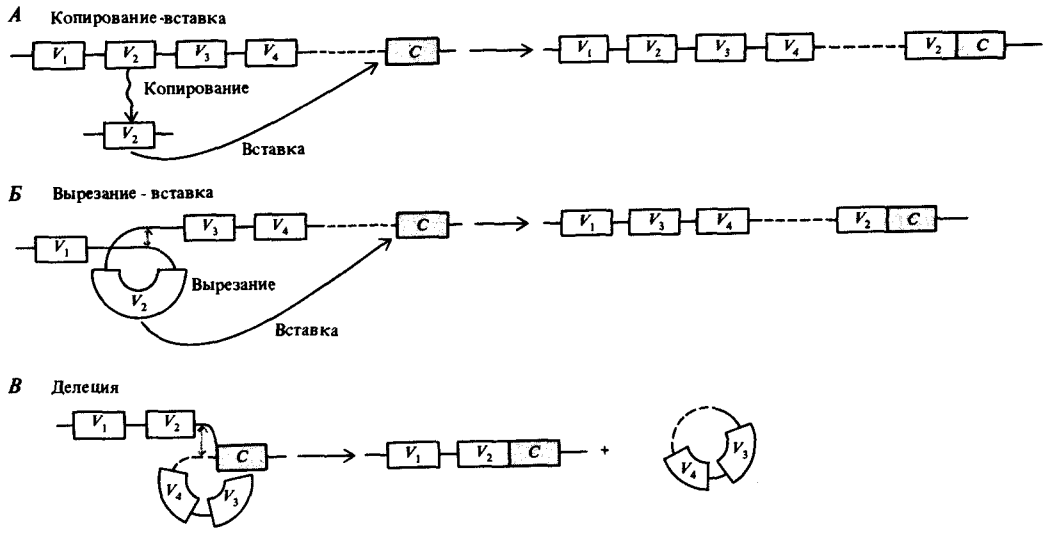 А Копирование-вставка
V₁ V₂ V₃ V₄ C V₁ V₂ V₃ V₄ V₂ C
Копирование
V₂
Вставка
Б Вырезание - вставка
V₁ V₃ V₄ C V₁ V₃ V₄ V₂ C
V₂ Вырезание
Вставка
В Делеция
V₁ V₂
C V₁ V₂ C + V₄ V₃
V₄ V₃